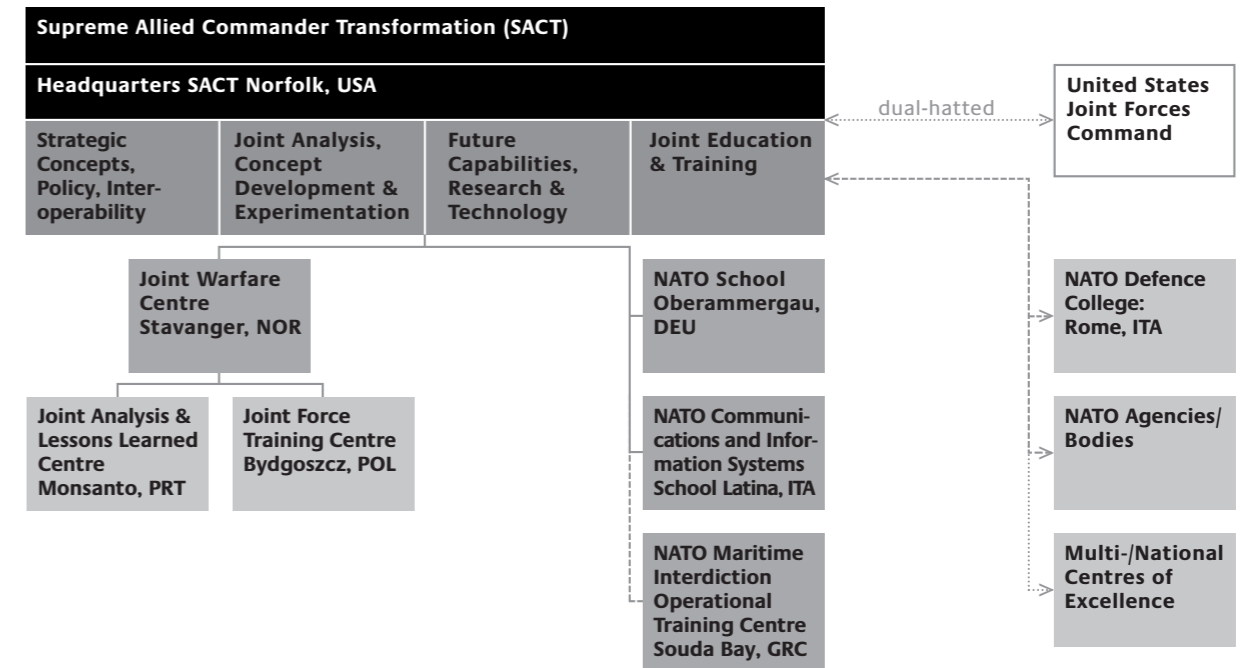 Supreme Allied Commander Transformation (SACT)
Headquarters SACT Norfolk, USA
dual-hatted
United States
Joint Forces
Command
Strategic
Concepts,
Policy, Inter-
operability
Joint Analysis,
Concept
Development &
Experimentation
Future
Capabilities,
Research &
Technology
Joint Education
& Training
Joint Warfare
Centre
Stavanger, NOR
NATO School
Oberammergau,
DEU
NATO Defence
College:
Rome, ITA
Joint Analysis &
Lessons Learned
Centre
Monsanto, PRT
Joint Force
Training Centre
Bydgoszcz, POL
NATO Communi-
cations and Infor-
mation Systems
School Latina, ITA
NATO Agencies/
Bodies
NATO Maritime
Interdiction
Operational
Training Centre
Souda Bay, GRC
Multi-/National
Centres of
Excellence